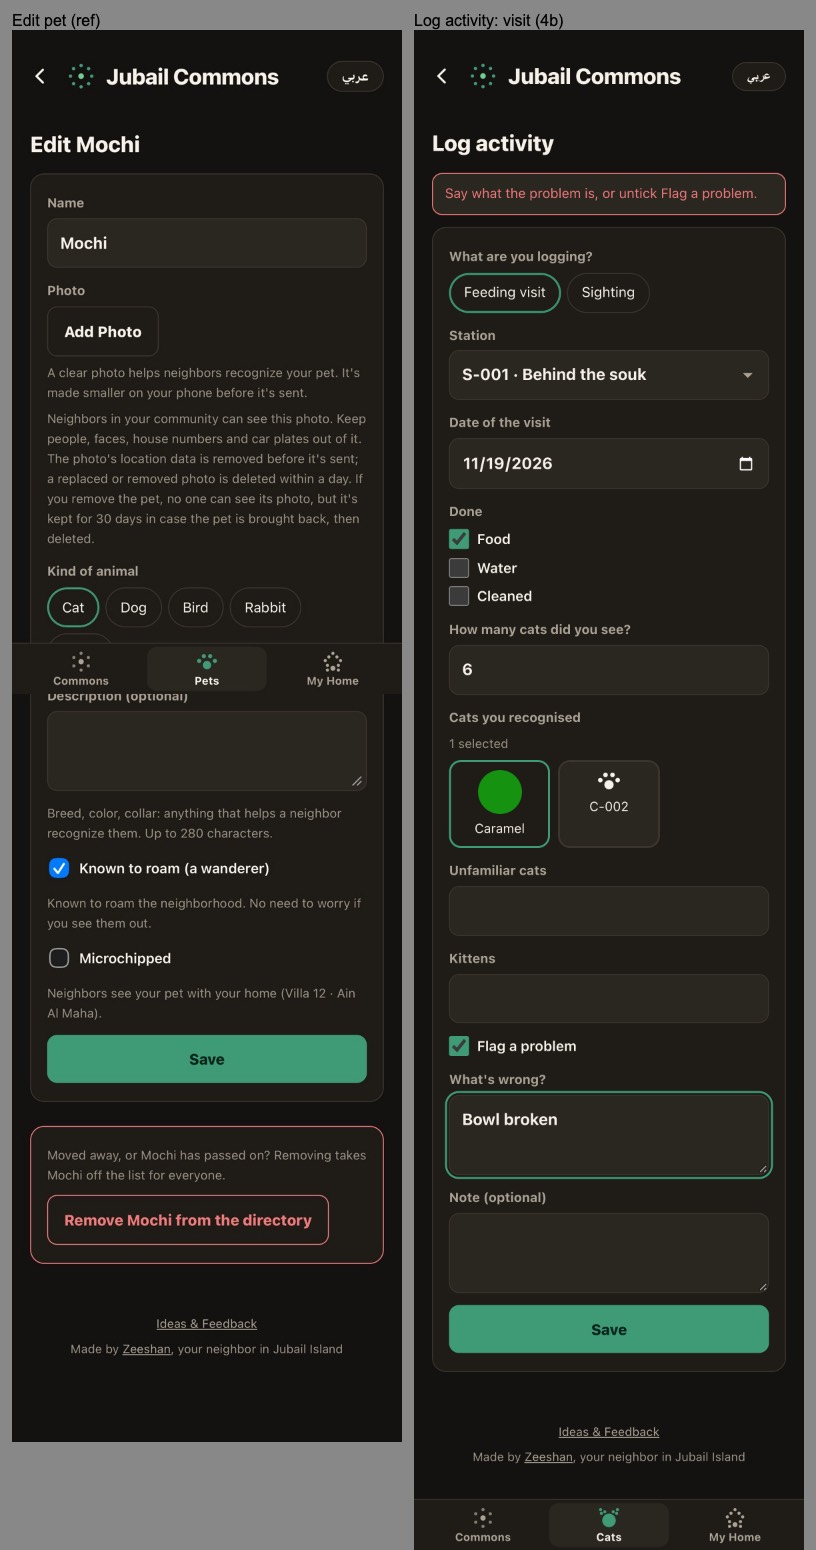 Edit pet (ref)
Jubail Commons
عربي
Edit Mochi
Name
Mochi
Photo
Add Photo
A clear photo helps neighbors recognize your pet. It's
made smaller on your phone before it's sent.
Neighbors in your community can see this photo. Keep
people, faces, house numbers and car plates out of it.
The photo's location data is removed before it's sent;
a replaced or removed photo is deleted within a day. If
you remove the pet, no one can see its photo, but it's
kept for 30 days in case the pet is brought back, then
deleted.
Kind of animal
Cat Dog Bird Rabbit
Commons Pets My Home
Description (optional)
Breed, color, collar: anything that helps a neighbor
recognize them. Up to 280 characters.
Known to roam (a wanderer)
Known to roam the neighborhood. No need to worry if
you see them out.
Microchipped
Neighbors see your pet with your home (Villa 12 · Ain
Al Maha).
Save
Moved away, or Mochi has passed on? Removing takes
Mochi off the list for everyone.
Remove Mochi from the directory
Ideas & Feedback
Made by Zeeshan, your neighbor in Jubail Island
Log activity: visit (4b)
Jubail Commons
عربي
Log activity
Say what the problem is, or untick Flag a problem.
What are you logging?
Feeding visit Sighting
Station
S-001 · Behind the souk
Date of the visit
11/19/2026
Done
Food
Water
Cleaned
How many cats did you see?
6
Cats you recognised
1 selected
Caramel C-002
Unfamiliar cats
Kittens
Flag a problem
What's wrong?
Bowl broken
Note (optional)
Save
Ideas & Feedback
Made by Zeeshan, your neighbor in Jubail Island
Commons Cats My Home